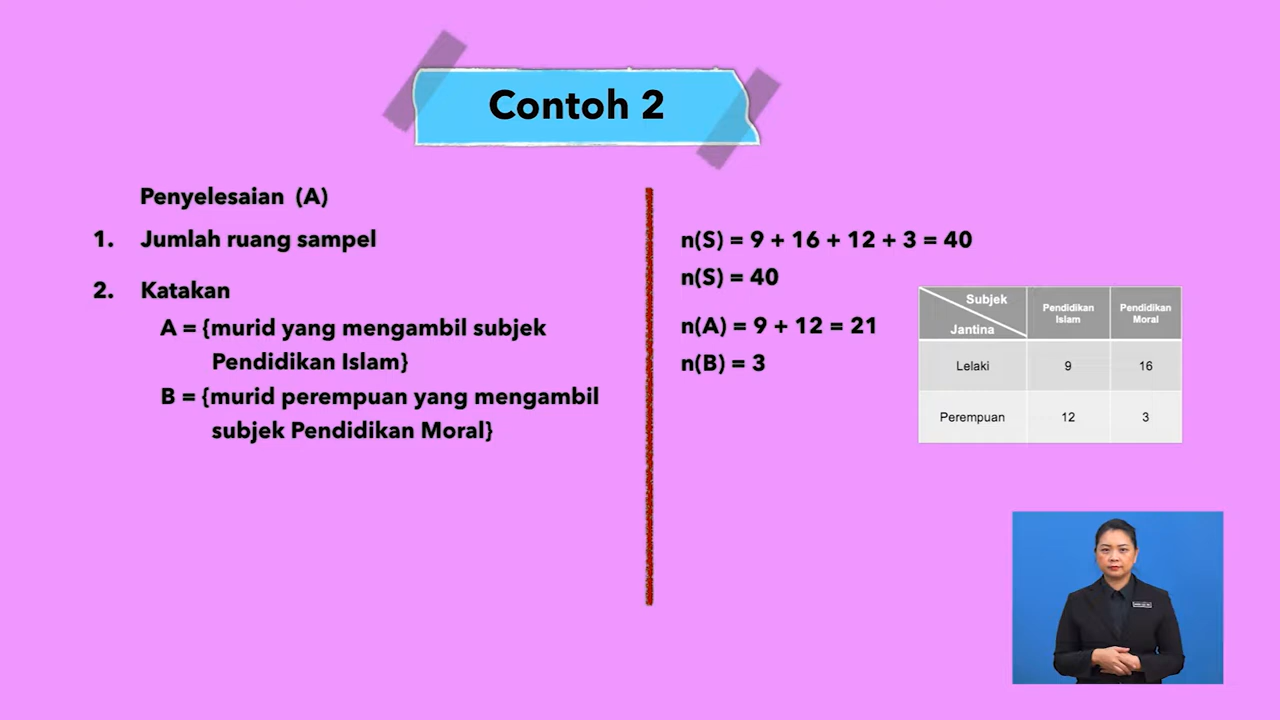 Contoh 2
Penyelesaian (A)
1. Jumlah ruang sampel
2. Katakan
A = {murid yang mengambil subjek
Pendidikan Islam}
B = {murid perempuan yang mengambil
subjek Pendidikan Moral}
n(S) = 9 + 16 + 12 + 3 = 40
n(S) = 40
n(A) = 9 + 12 = 21
n(B) = 3
Subjek
Jantina
Pendidikan
Islam
Pendidikan
Moral
Lelaki 9 16
Perempuan 12 3